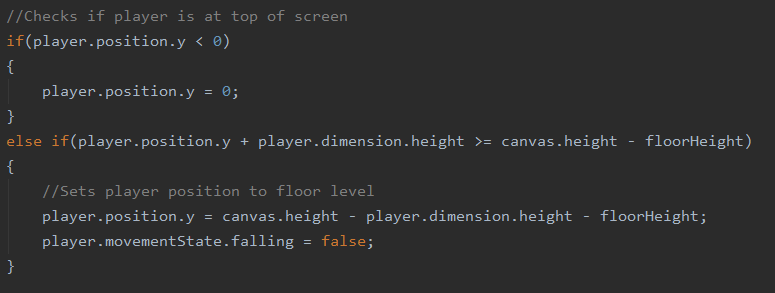 //Checks if player is at top of screen
if(player.position.y < 0)
{
    player.position.y = 0;
}
else if(player.position.y + player.dimension.height >= canvas.height - floorHeight)
{
    //Sets player position to floor level
    player.position.y = canvas.height - player.dimension.height - floorHeight;
    player.movementState.falling = false;
}